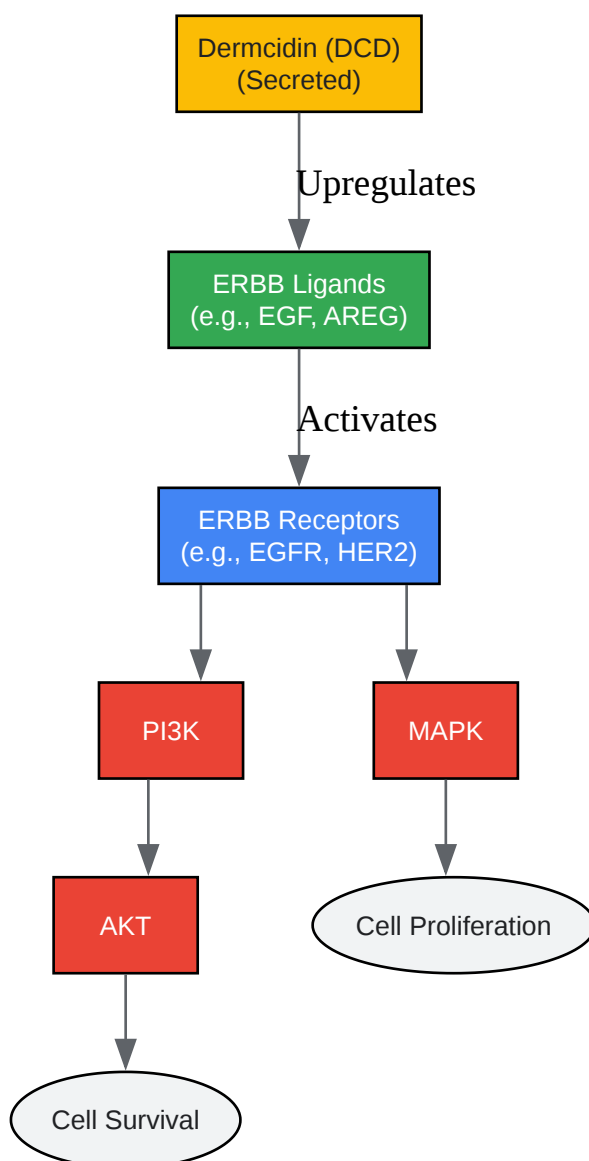 Dermcidin (DCD)
(Secreted)
Upregulates
ERBB Ligands
(e.g., EGF, AREG)
Activates
ERBB Receptors
(e.g., EGFR, HER2)
PI3K
MAPK
AKT
Cell Proliferation
Cell Survival